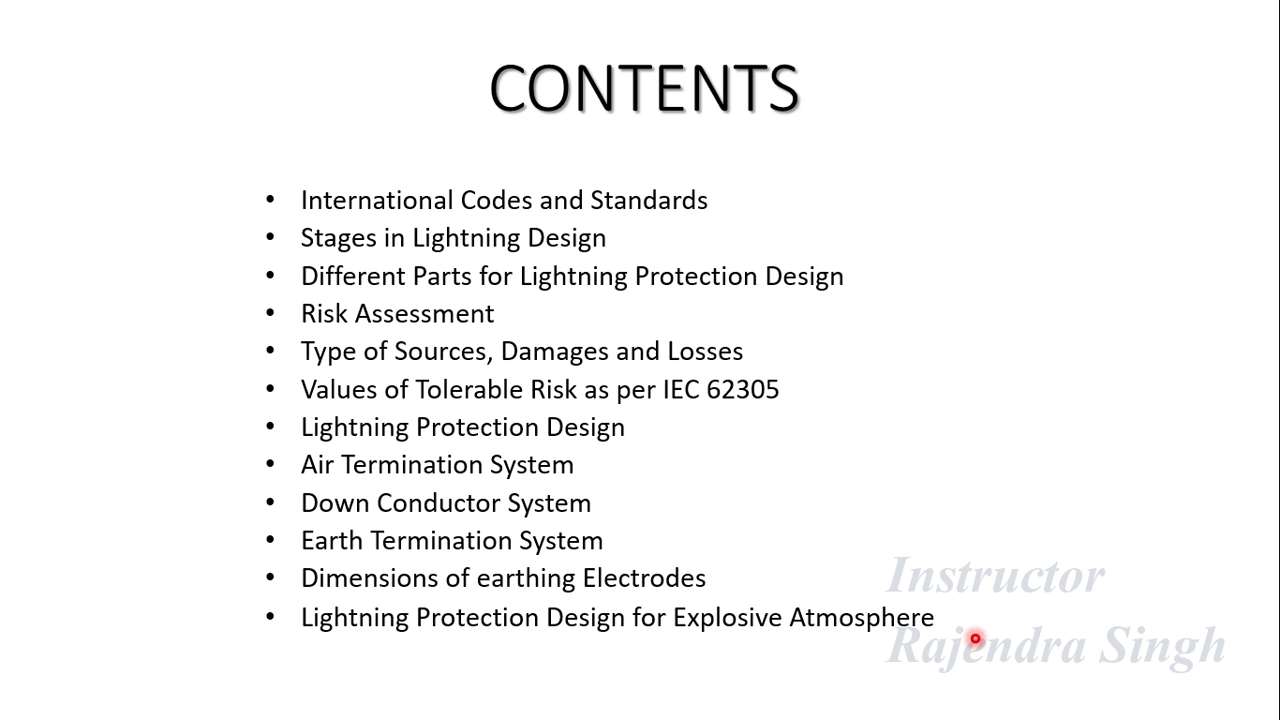 CONTENTS
• International Codes and Standards
• Stages in Lightning Design
• Different Parts for Lightning Protection Design
• Risk Assessment
• Type of Sources, Damages and Losses
• Values of Tolerable Risk as per IEC 62305
• Lightning Protection Design
• Air Termination System
• Down Conductor System
• Earth Termination System
• Dimensions of earthing Electrodes
• Lightning Protection Design for Explosive Atmosphere
Instructor
Rajendra Singh